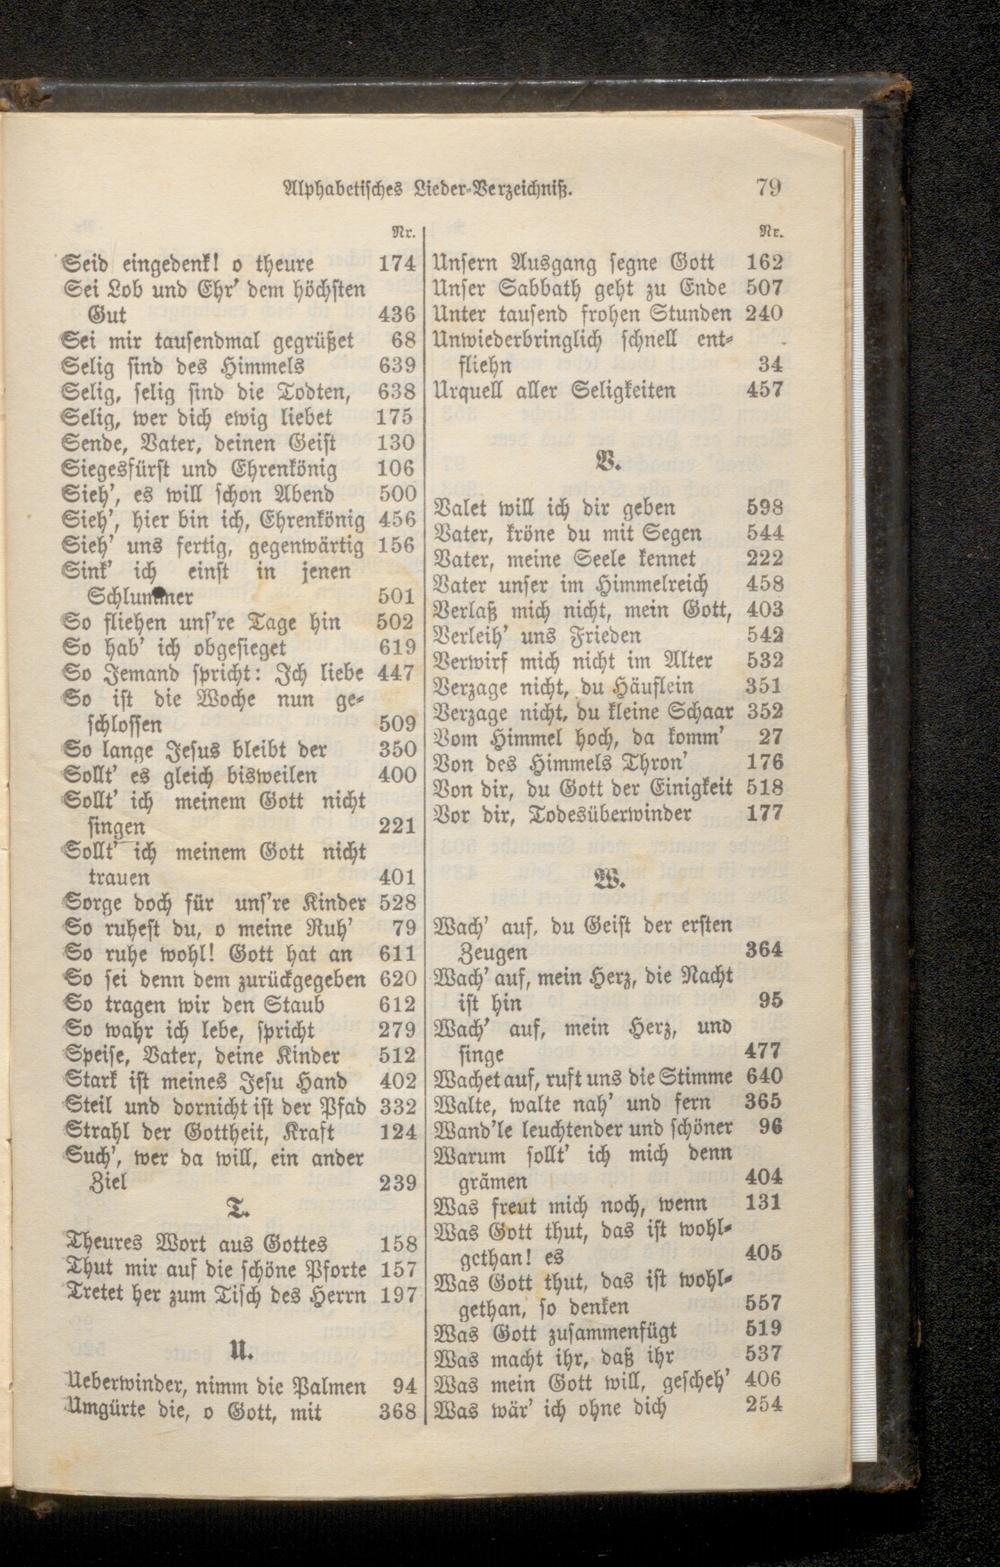 Alphabetisches Lieder-Verzeichniß. 79
Nr.
Seid eingedenk! o theure 174
Sei Lob und Ehr' dem höchsten
Gut 436
Sei mir tausendmal gegrüßet 68
Selig sind des Himmels 639
Selig, selig sind die Todten, 638
Selig, wer dich ewig liebet 175
Sende, Vater, deinen Geist 130
Siegesfürst und Ehrenkönig 106
Sieh', es will schon Abend 500
Sieh', hier bin ich, Ehrenkönig 456
Sieh' uns fertig, gegenwärtig 156
Sink' ich einst in jenen
Schlummer 501
So fliehen uns're Tage hin 502
So hab' ich obgesieget 619
So Jemand spricht: Ich liebe 447
So ist die Woche nun ge-
schlossen 509
So lange Jesus bleibt der 350
Sollt' es gleich bisweilen 400
Sollt' ich meinem Gott nicht
singen 221
Sollt' ich meinem Gott nicht
trauen 401
Sorge doch für uns're Kinder 528
So ruhest du, o meine Ruh' 79
So ruhe wohl! Gott hat an 611
So sei denn dem zurückgegeben 620
So tragen wir den Staub 612
So wahr ich lebe, spricht 279
Speise, Vater, deine Kinder 512
Stark ist meines Jesu Hand 402
Steil und dornicht ist der Pfad 332
Strahl der Gottheit, Kraft 124
Such', wer da will, ein ander
Ziel 239
T.
Theures Wort aus Gottes 158
Thut mir auf die schöne Pforte 157
Tretet her zum Tisch des Herrn 197
U.
Ueberwinder, nimm die Palmen 94
Umgürte die, o Gott, mit 368
Nr.
Unsern Ausgang segne Gott 162
Unser Sabbath geht zu Ende 507
Unter tausend frohen Stunden 240
Unwiederbringlich schnell ent-
fliehn 34
Urquell aller Seligkeiten 457
V.
Valet will ich dir geben 598
Vater, kröne du mit Segen 544
Vater, meine Seele kennet 222
Vater unser im Himmelreich 458
Verlaß mich nicht, mein Gott, 403
Verleih' uns Frieden 542
Verwirf mich nicht im Alter 532
Verzage nicht, du Häuflein 351
Verzage nicht, du kleine Schaar 352
Vom Himmel hoch, da komm' 27
Von des Himmels Thron' 176
Von dir, du Gott der Einigkeit 518
Vor dir, Todesüberwinder 177
W.
Wach' auf, du Geist der ersten
Zeugen 364
Wach' auf, mein Herz, die Nacht
ist hin 95
Wach' auf, mein Herz, und
singe 477
Wachet auf, ruft uns die Stimme 640
Walte, walte nah' und fern 365
Wand'le leuchtender und schöner 96
Warum sollt' ich mich denn
grämen 404
Was freut mich noch, wenn 131
Was Gott thut, das ist wohl-
gethan! es 405
Was Gott thut, das ist wohl-
gethan, so denken 557
Was Gott zusammenfügt 519
Was macht ihr, daß ihr 537
Was mein Gott will, gescheh' 406
Was wär' ich ohne dich 254